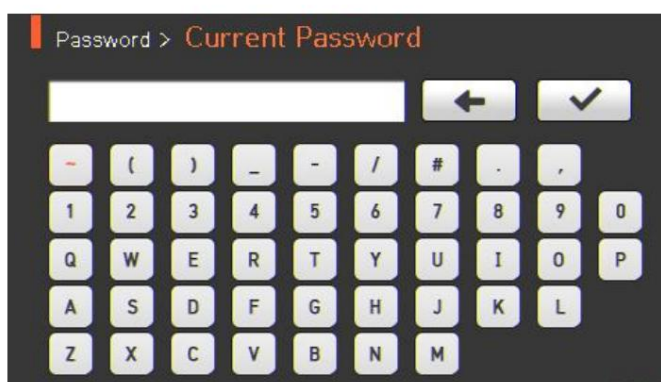 Password > Current Password
~ ( ) _ - / # . ,
1 2 3 4 5 6 7 8 9 0
Q W E R T Y U I O P
A S D F G H J K L
Z X C V B N M